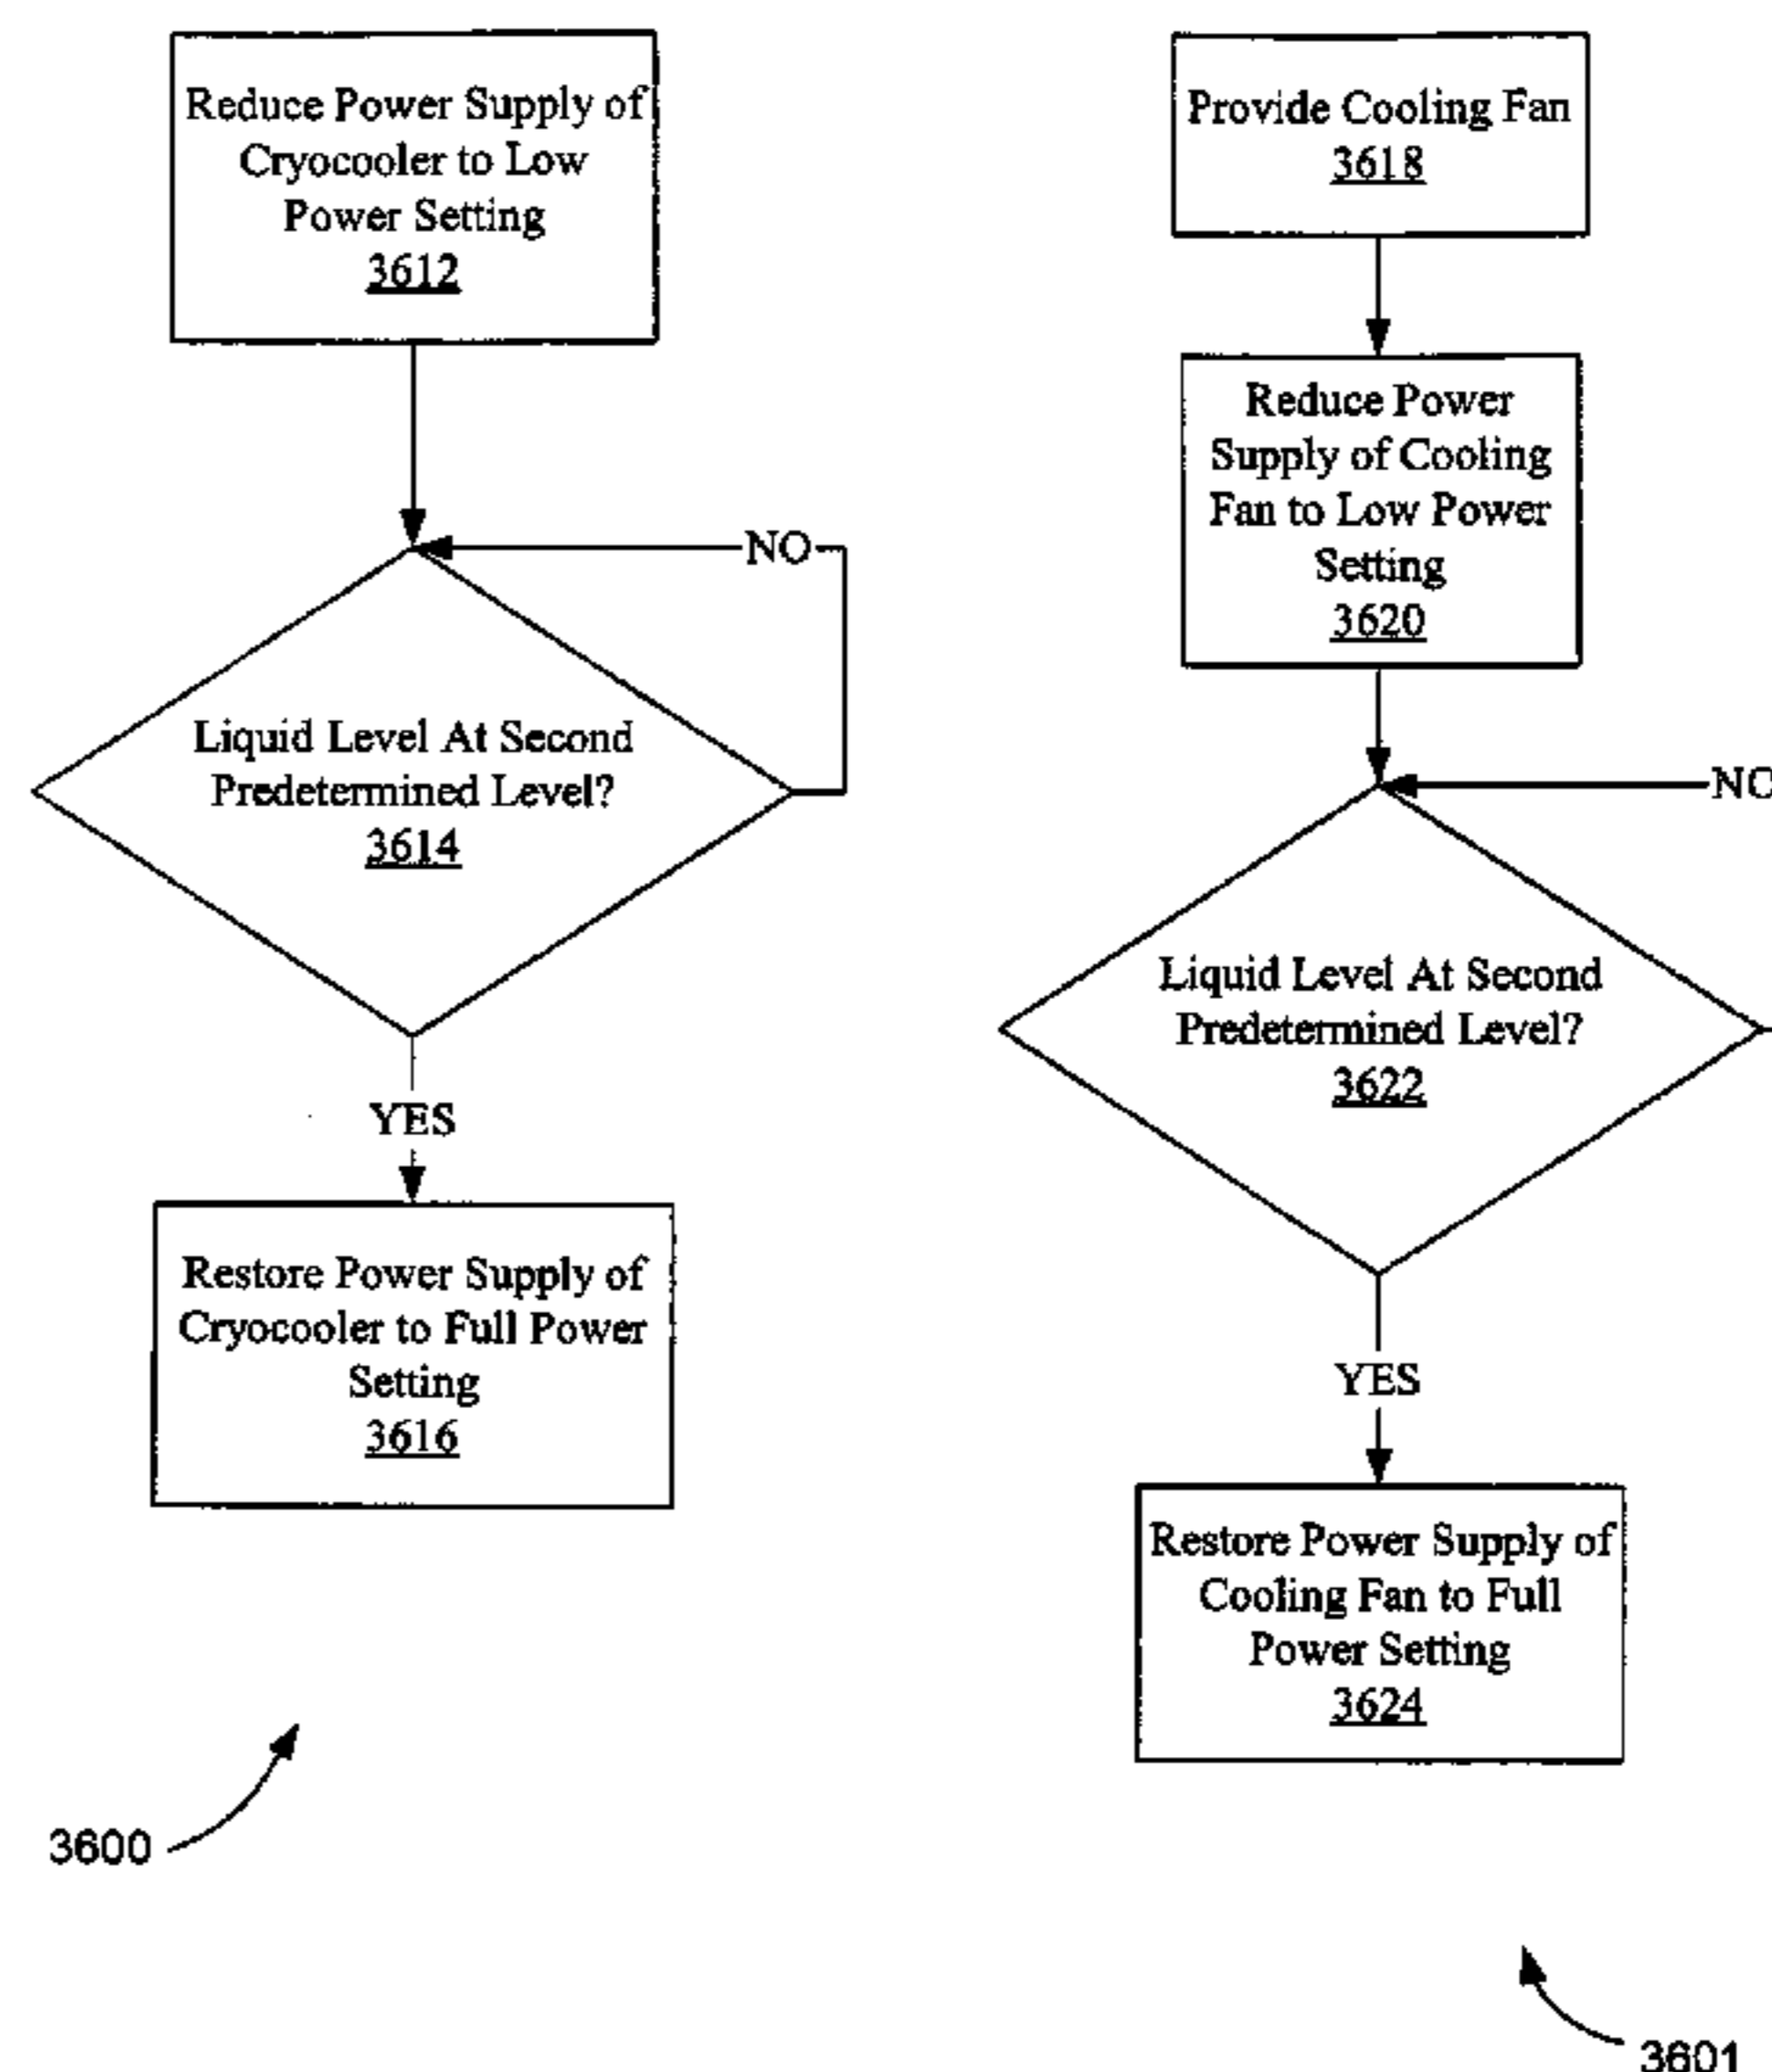 Reduce Power Supply of
Cryocooler to Low
Power Setting
3612
NO
Liquid Level At Second
Predetermined Level?
3614
YES
Restore Power Supply of
Cryocooler to Full Power
Setting
3616
3600
Provide Cooling Fan
3618
Reduce Power
Supply of Cooling
Fan to Low Power
Setting
3620
NO
Liquid Level At Second
Predetermined Level?
3622
YES
Restore Power Supply of
Cooling Fan to Full
Power Setting
3624
3601